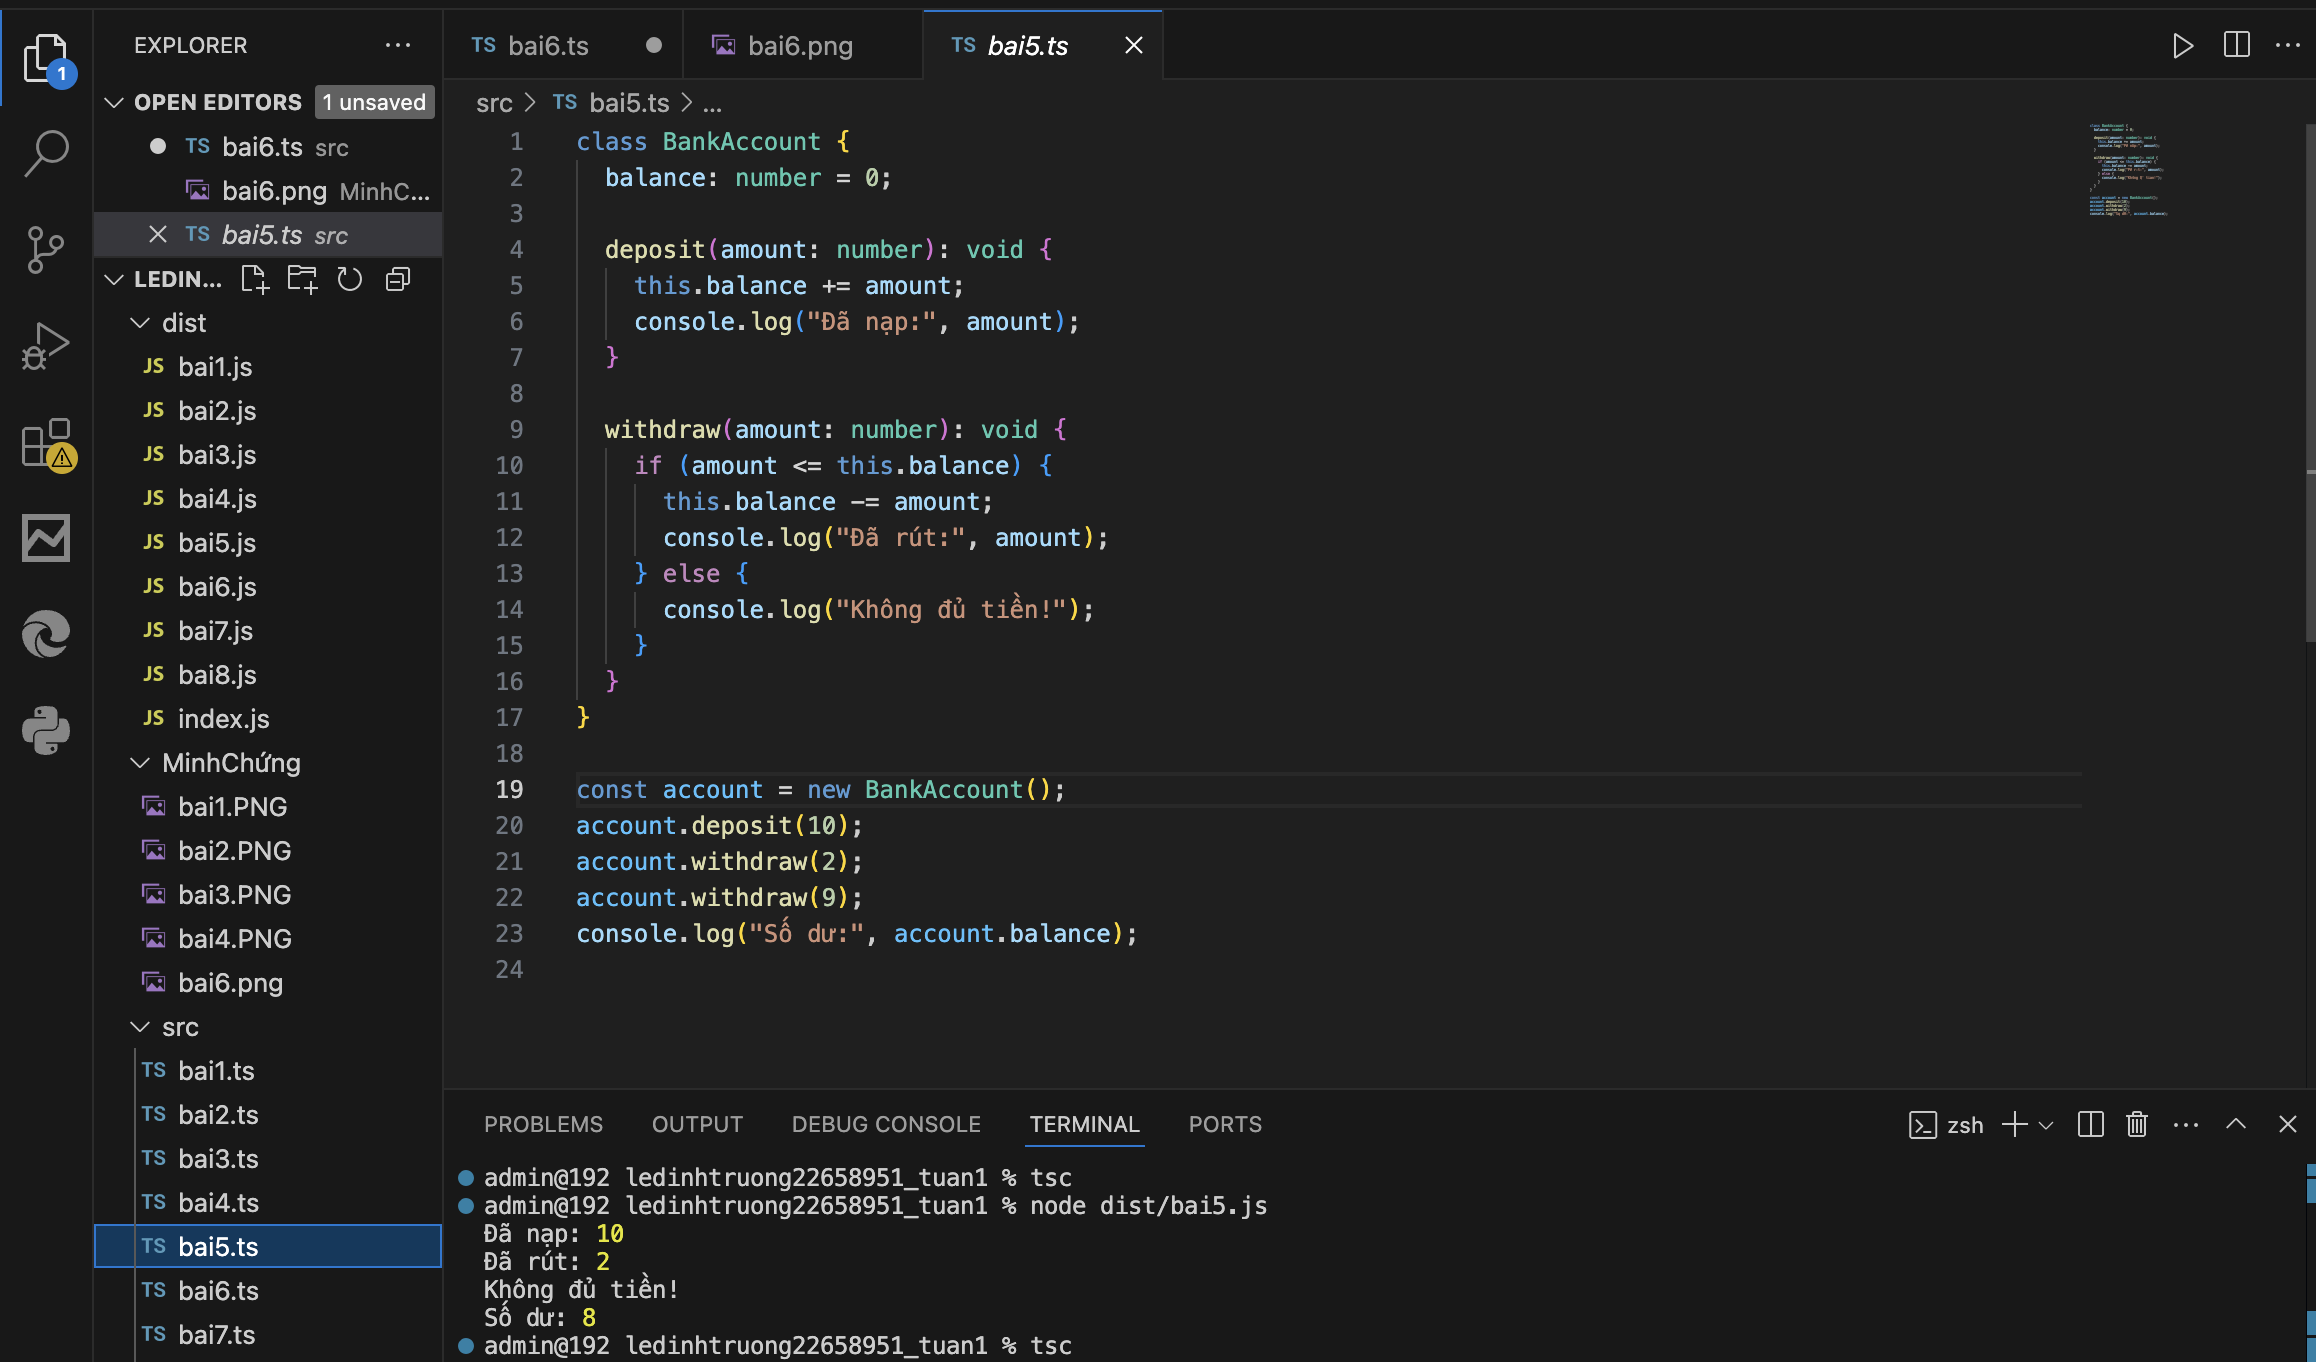 EXPLORER
OPEN EDITORS 1 unsaved
TS bai6.ts src
bai6.png MinhC...
TS bai5.ts src
LEDIN...
dist
JS bai1.js
JS bai2.js
JS bai3.js
JS bai4.js
JS bai5.js
JS bai6.js
JS bai7.js
JS bai8.js
JS index.js
MinhChứng
bai1.PNG
bai2.PNG
bai3.PNG
bai4.PNG
bai6.png
src
TS bai1.ts
TS bai2.ts
TS bai3.ts
TS bai4.ts
TS bai5.ts
TS bai6.ts
TS bai7.ts
1
TS bai6.ts
bai6.png
TS bai5.ts
src > TS bai5.ts > ...
1 class BankAccount {
2 balance: number = 0;
3
4 deposit(amount: number): void {
5 this.balance += amount;
6 console.log("Đã nạp:", amount);
7 }
8
9 withdraw(amount: number): void {
10 if (amount <= this.balance) {
11 this.balance -= amount;
12 console.log("Đã rút:", amount);
13 } else {
14 console.log("Không đủ tiền!");
15 }
16 }
17 }
18
19 const account = new BankAccount();
20 account.deposit(10);
21 account.withdraw(2);
22 account.withdraw(9);
23 console.log("Số dư:", account.balance);
24
PROBLEMS OUTPUT DEBUG CONSOLE TERMINAL PORTS
zsh
admin@192 ledinhtruong22658951_tuan1 % tsc
admin@192 ledinhtruong22658951_tuan1 % node dist/bai5.js
Đã nạp: 10
Đã rút: 2
Không đủ tiền!
Số dư: 8
admin@192 ledinhtruong22658951_tuan1 % tsc